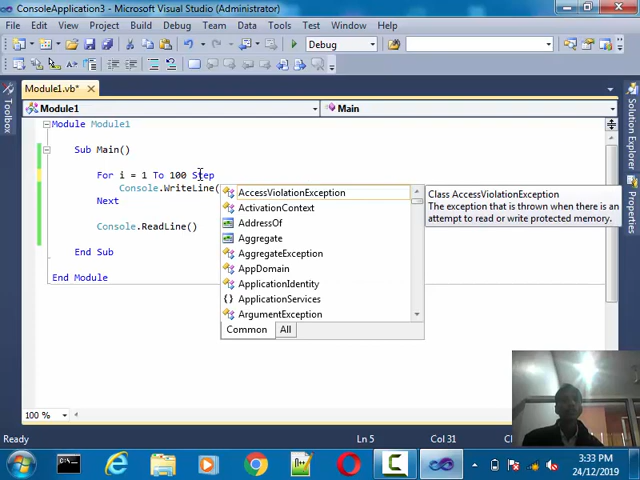 ConsoleApplication3 - Microsoft Visual Studio (Administrator)
File Edit View Project Build Debug Team Data Tools Test Window Help
Debug
Module1.vb* ×
Module1 Main
Toolbox
Solution Explorer
Properties
Module Module1
Sub Main()
For i = 1 To 100 Step
Console.WriteLine(
Next
Console.ReadLine()
End Sub
End Module
AccessViolationException
ActivationContext
AddressOf
Aggregate
AggregateException
AppDomain
ApplicationIdentity
{} ApplicationServices
ArgumentException
Common All
Class AccessViolationException
The exception that is thrown when there is an
attempt to read or write protected memory.
100 %
Ready Ln 5 Col 31
3:33 PM
24/12/2019